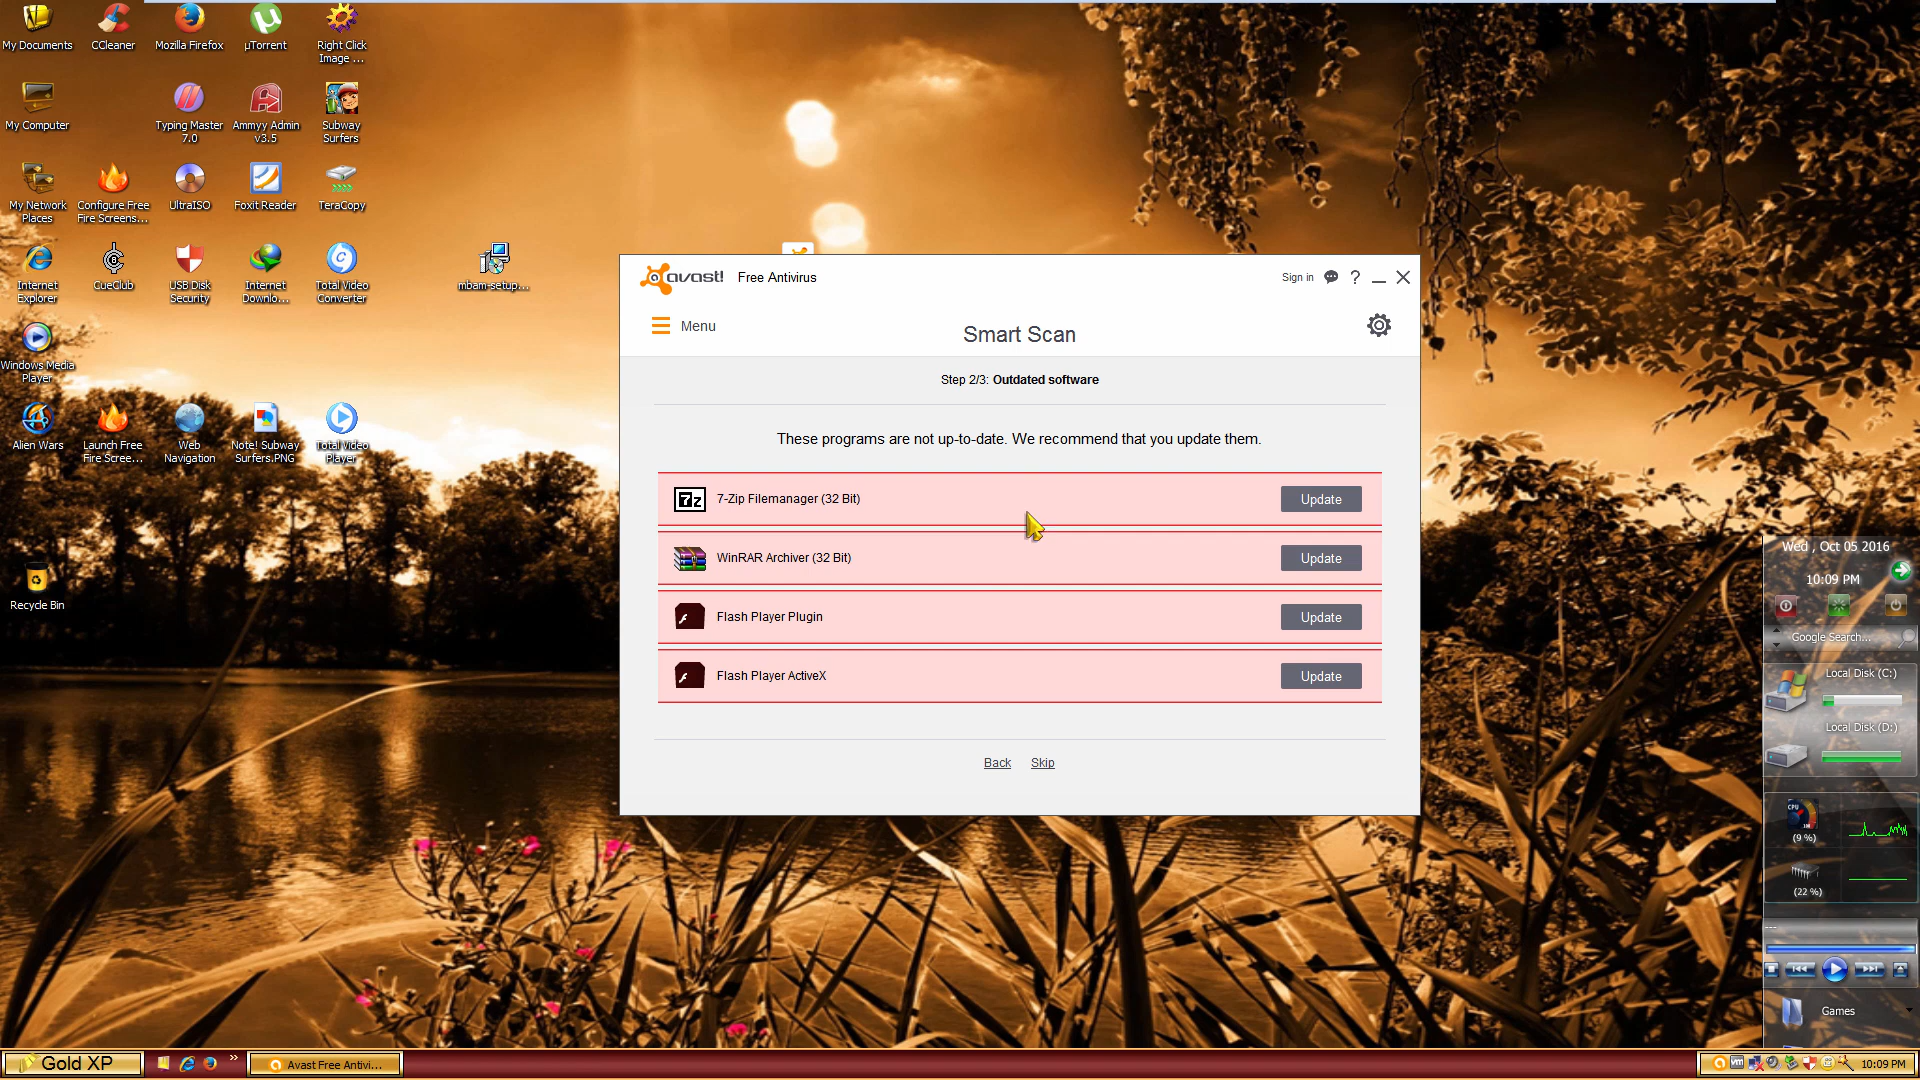 My Documents
CCleaner
Mozilla Firefox
µTorrent
Right Click
Image ...
My Computer
Typing Master
7.0
Ammyy Admin
v3.5
Subway
Surfers
My Network
Places
Configure Free
Fire Screens...
UltraISO
Foxit Reader
TeraCopy
Internet
Explorer
CueClub
USB Disk
Security
Internet
Downlo...
Total Video
Converter
mbam-setup...
Windows Media
Player
Alien Wars
Launch Free
Fire Scree...
Web
Navigation
Note! Subway
Surfers.PNG
Total Video
Player
Recycle Bin
avast! Free Antivirus
Sign in ?
Menu
Smart Scan
Step 2/3: Outdated software
These programs are not up-to-date. We recommend that you update them.
7z 7-Zip Filemanager (32 Bit) Update
WinRAR Archiver (32 Bit) Update
Flash Player Plugin Update
Flash Player ActiveX Update
Back Skip
Wed , Oct 05 2016
10:09 PM
Google Search...
Local Disk (C:)
Local Disk (D:)
CPU
(9 %)
(22 %)
---
Games
Gold XP
»
Avast Free Antivi...
vm
10:09 PM